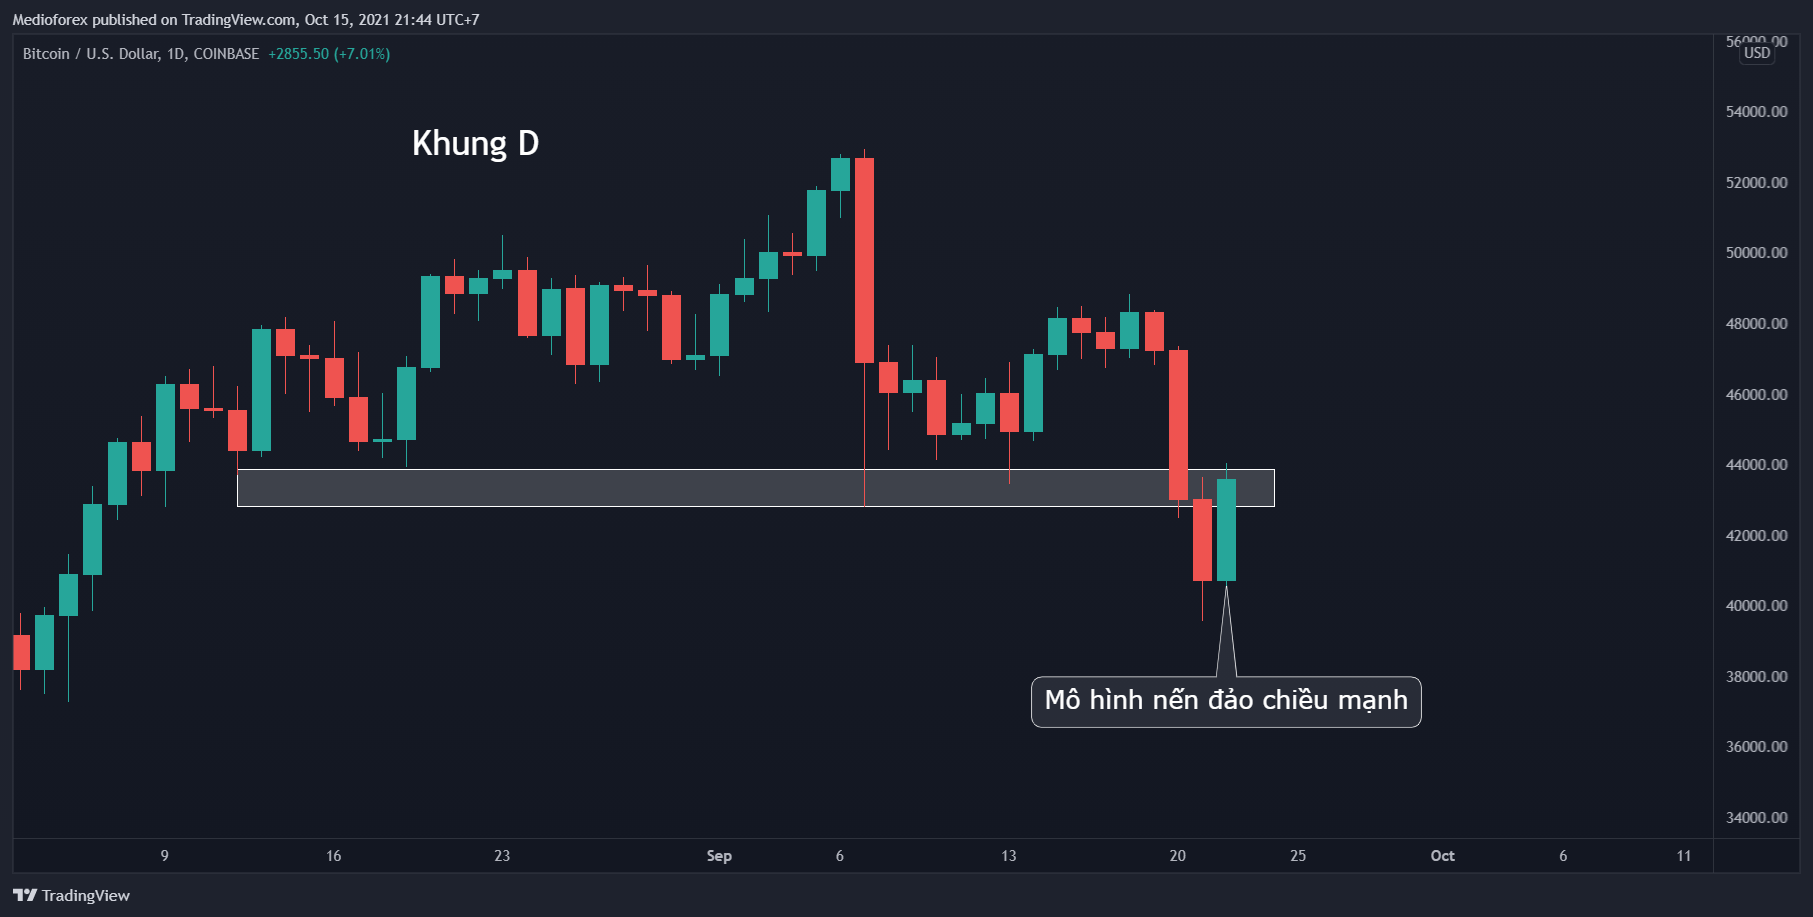 Medioforex published on TradingView.com, Oct 15, 2021 21:44 UTC+7
Bitcoin / U.S. Dollar, 1D, COINBASE +2855.50 (+7.01%)
56000.00
USD
Khung D
54000.00
52000.00
50000.00
48000.00
46000.00
44000.00
42000.00
40000.00
38000.00
Mô hình nến đảo chiều mạnh
36000.00
34000.00
9 16 23 Sep 6 13 20 25 Oct 6 11
TradingView